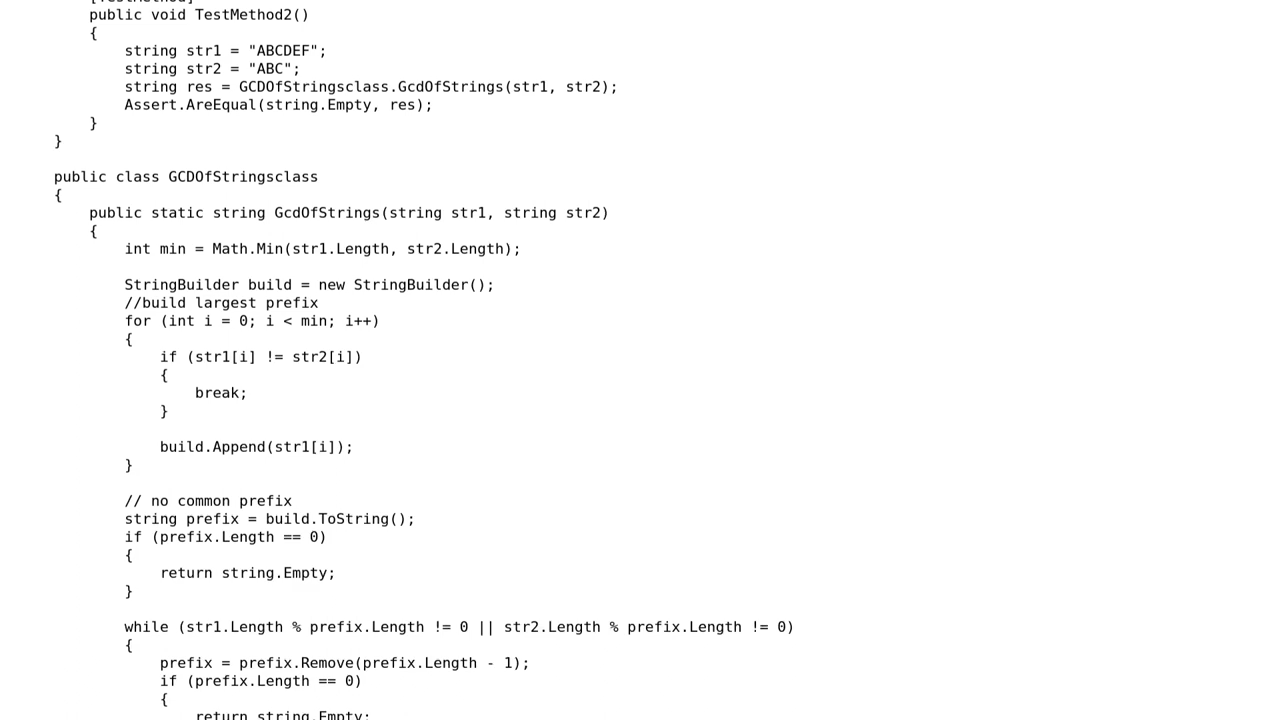 [TestMethod]
public void TestMethod2()
{
string str1 = "ABCDEF";
string str2 = "ABC";
string res = GCDOfStringsclass.GcdOfStrings(str1, str2);
Assert.AreEqual(string.Empty, res);
}
}
public class GCDOfStringsclass
{
public static string GcdOfStrings(string str1, string str2)
{
int min = Math.Min(str1.Length, str2.Length);
StringBuilder build = new StringBuilder();
//build largest prefix
for (int i = 0; i < min; i++)
{
if (str1[i] != str2[i])
{
break;
}
build.Append(str1[i]);
}
// no common prefix
string prefix = build.ToString();
if (prefix.Length == 0)
{
return string.Empty;
}
while (str1.Length % prefix.Length != 0 || str2.Length % prefix.Length != 0)
{
prefix = prefix.Remove(prefix.Length - 1);
if (prefix.Length == 0)
{
return string.Empty;